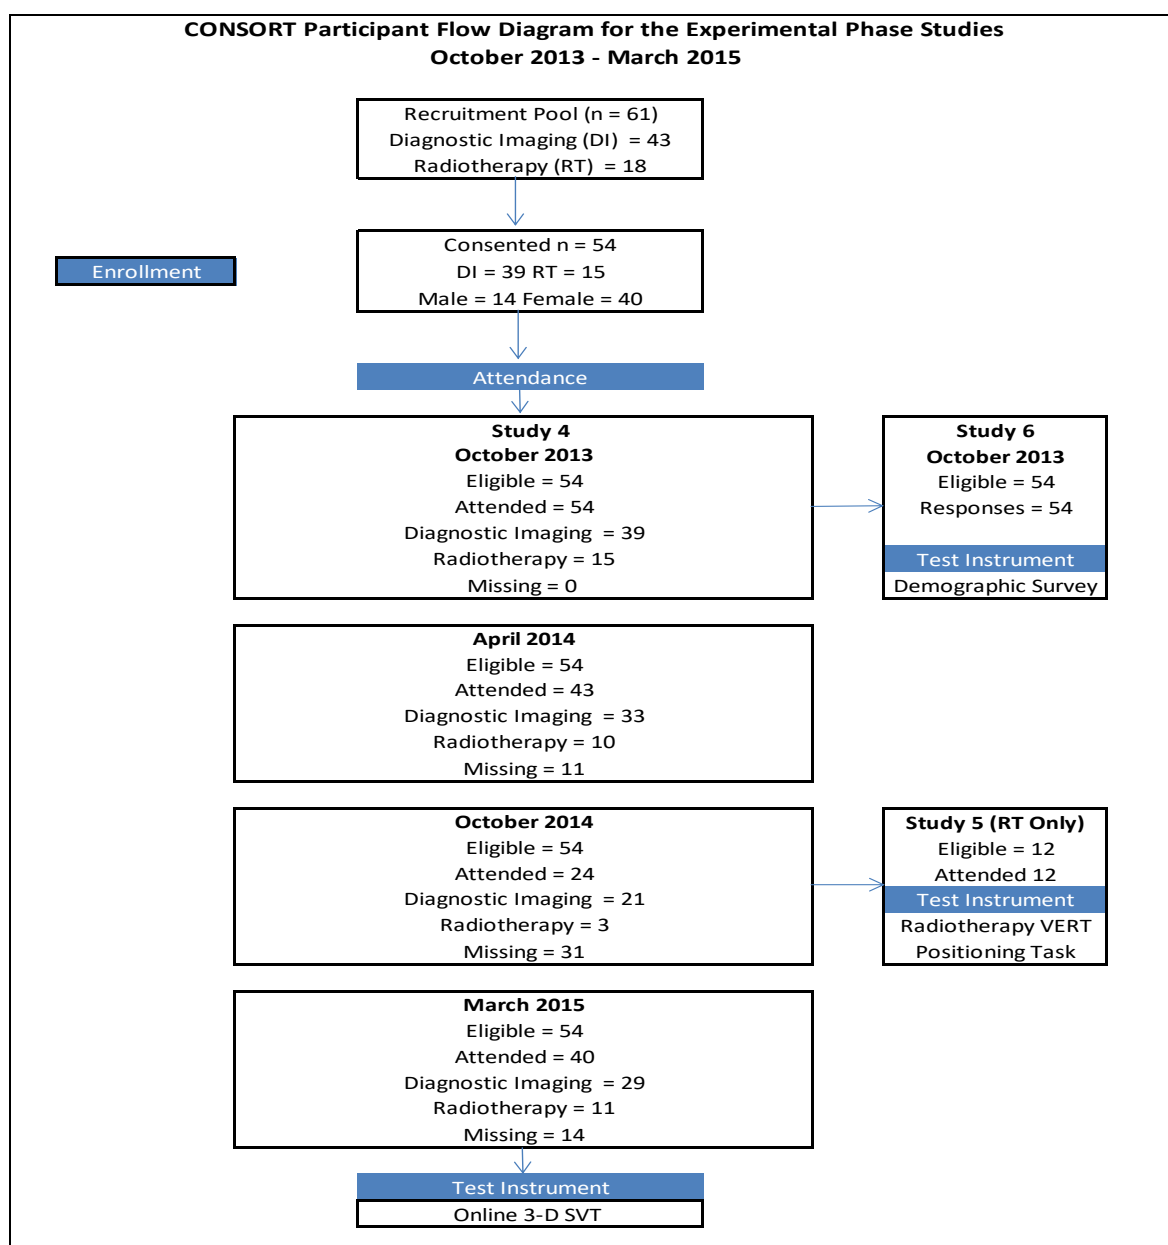 CONSORT Participant Flow Diagram for the Experimental Phase Studies
October 2013 - March 2015
Recruitment Pool (n = 61)
Diagnostic Imaging (DI) = 43
Radiotherapy (RT) = 18
Consented n = 54
DI = 39 RT = 15
Male = 14 Female = 40
Enrollment
Attendance
Study 4
October 2013
Eligible = 54
Attended = 54
Diagnostic Imaging = 39
Radiotherapy = 15
Missing = 0
Study 6
October 2013
Eligible = 54
Responses = 54
Test Instrument
Demographic Survey
April 2014
Eligible = 54
Attended = 43
Diagnostic Imaging = 33
Radiotherapy = 10
Missing = 11
October 2014
Eligible = 54
Attended = 24
Diagnostic Imaging = 21
Radiotherapy = 3
Missing = 31
Study 5 (RT Only)
Eligible = 12
Attended 12
Test Instrument
Radiotherapy VERT
Positioning Task
March 2015
Eligible = 54
Attended = 40
Diagnostic Imaging = 29
Radiotherapy = 11
Missing = 14
Test Instrument
Online 3-D SVT